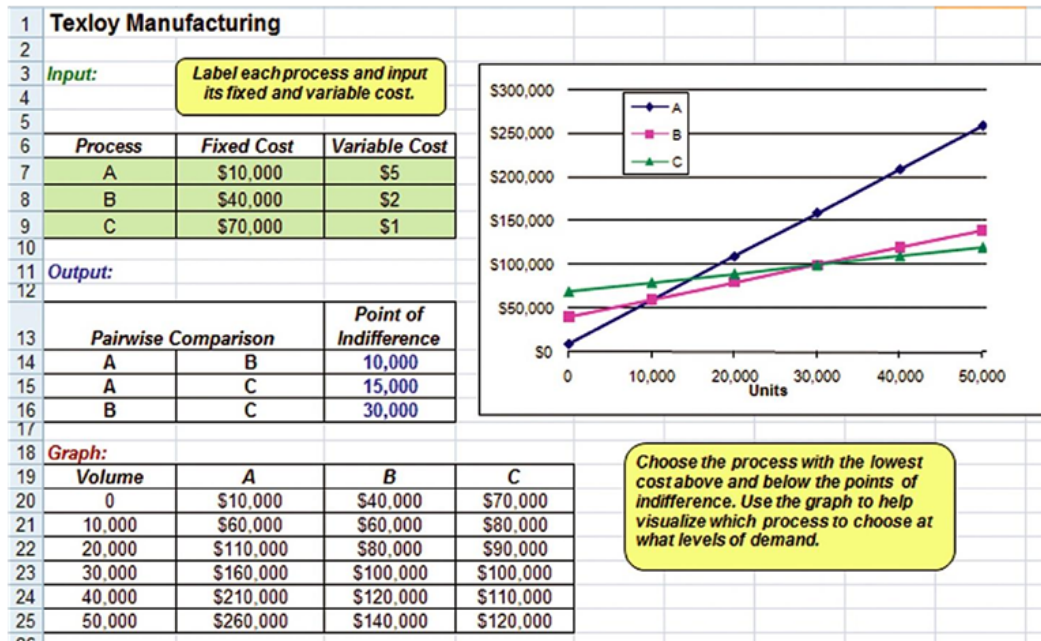 1 Texloy Manufacturing
2
3 Input:
Label each process and input
its fixed and variable cost.
4
5
6 Process Fixed Cost Variable Cost
7 A $10,000 $5
8 B $40,000 $2
9 C $70,000 $1
10
11 Output:
12
13 Pairwise Comparison Point of
Indifference
14 A B 10,000
15 A C 15,000
16 B C 30,000
17
$300,000
$250,000
$200,000
$150,000
$100,000
$50,000
$0
A
B
C
0 10,000 20,000 30,000 40,000 50,000
Units
18 Graph:
19 Volume A B C
20 0 $10,000 $40,000 $70,000
21 10,000 $60,000 $60,000 $80,000
22 20,000 $110,000 $80,000 $90,000
23 30,000 $160,000 $100,000 $100,000
24 40,000 $210,000 $120,000 $110,000
25 50,000 $260,000 $140,000 $120,000
Choose the process with the lowest
cost above and below the points of
indifference. Use the graph to help
visualize which process to choose at
what levels of demand.